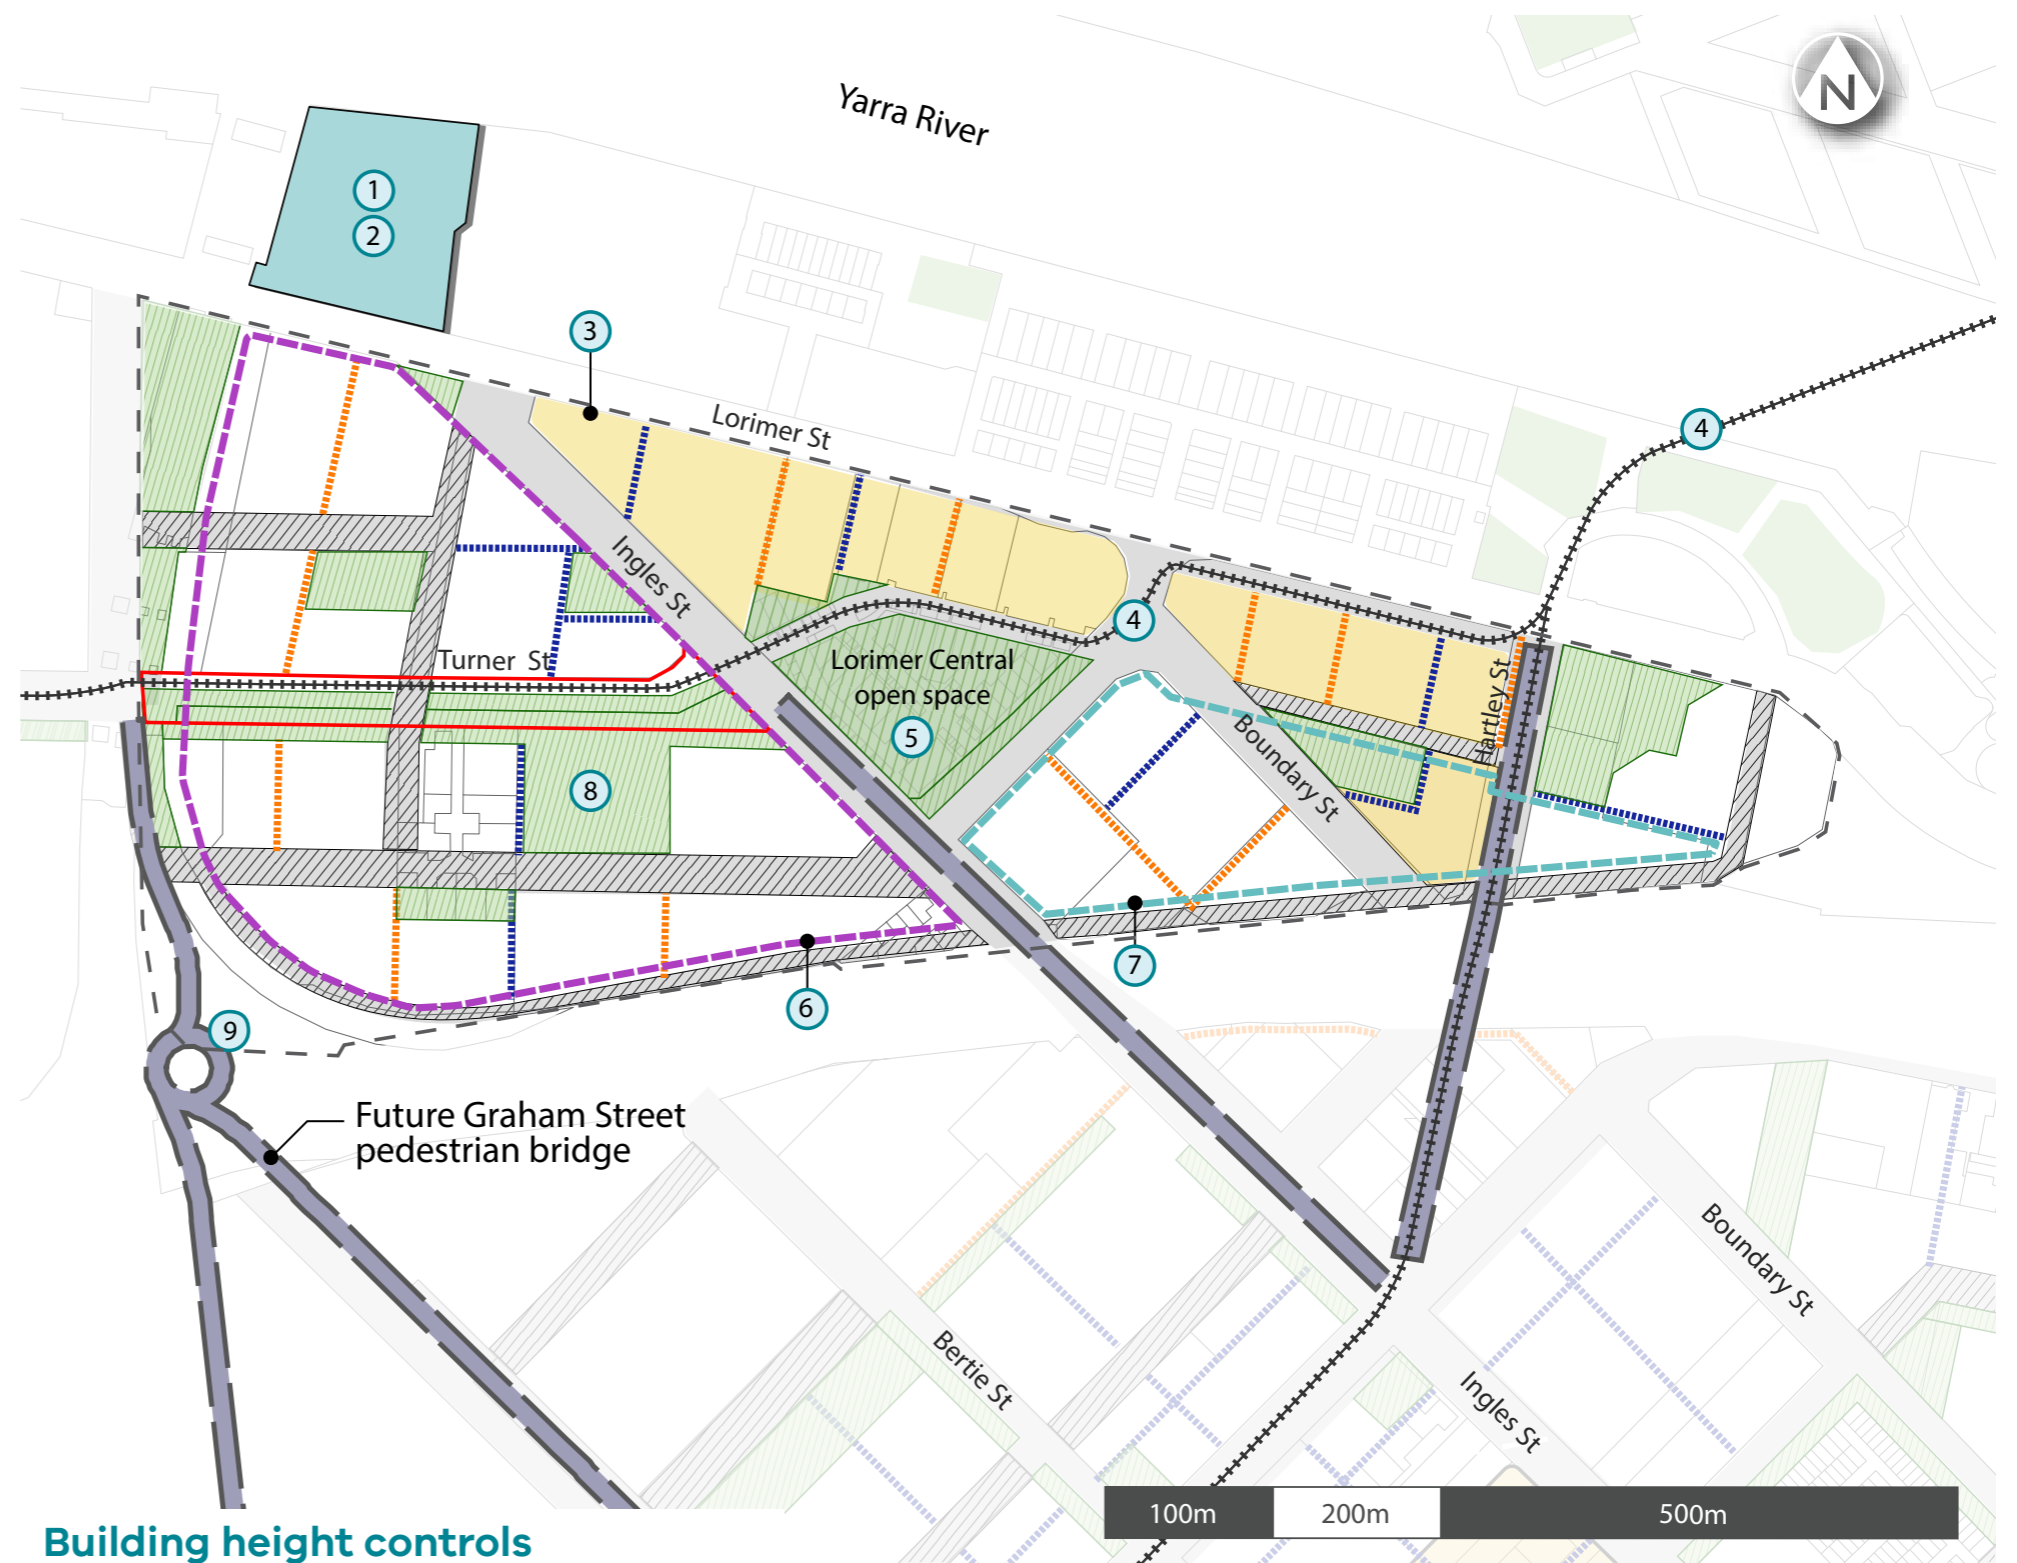 N
Yarra River
1
2
3
Lorimer St
4
Ingles St
4
Turner St
Lorimer Central
open space
5
Hartley St
Boundary St
8
7
6
9
Future Graham Street
pedestrian bridge
Boundary St
Bertie St
Ingles St
100m 200m 500m
Building height controls